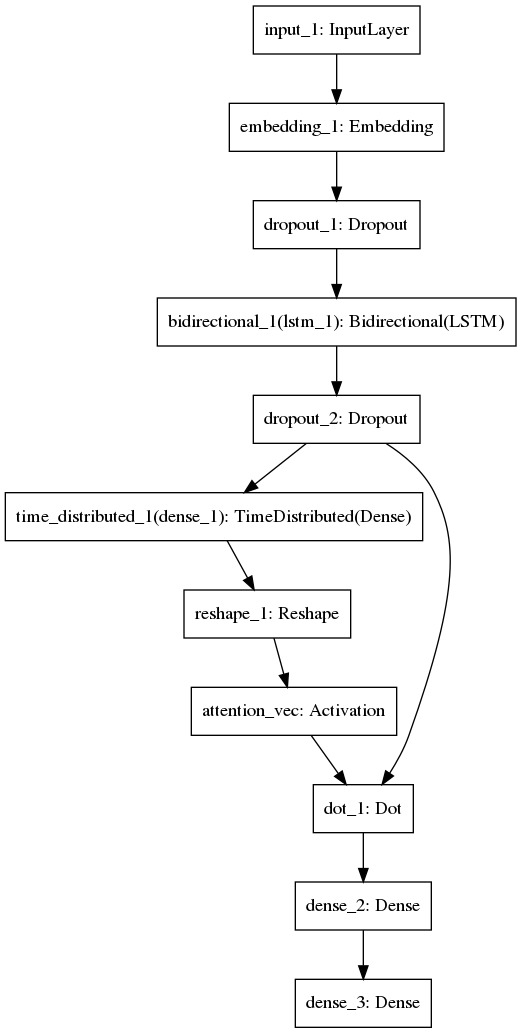 input_1: InputLayer
embedding_1: Embedding
dropout_1: Dropout
bidirectional_1(lstm_1): Bidirectional(LSTM)
dropout_2: Dropout
time_distributed_1(dense_1): TimeDistributed(Dense)
reshape_1: Reshape
attention_vec: Activation
dot_1: Dot
dense_2: Dense
dense_3: Dense